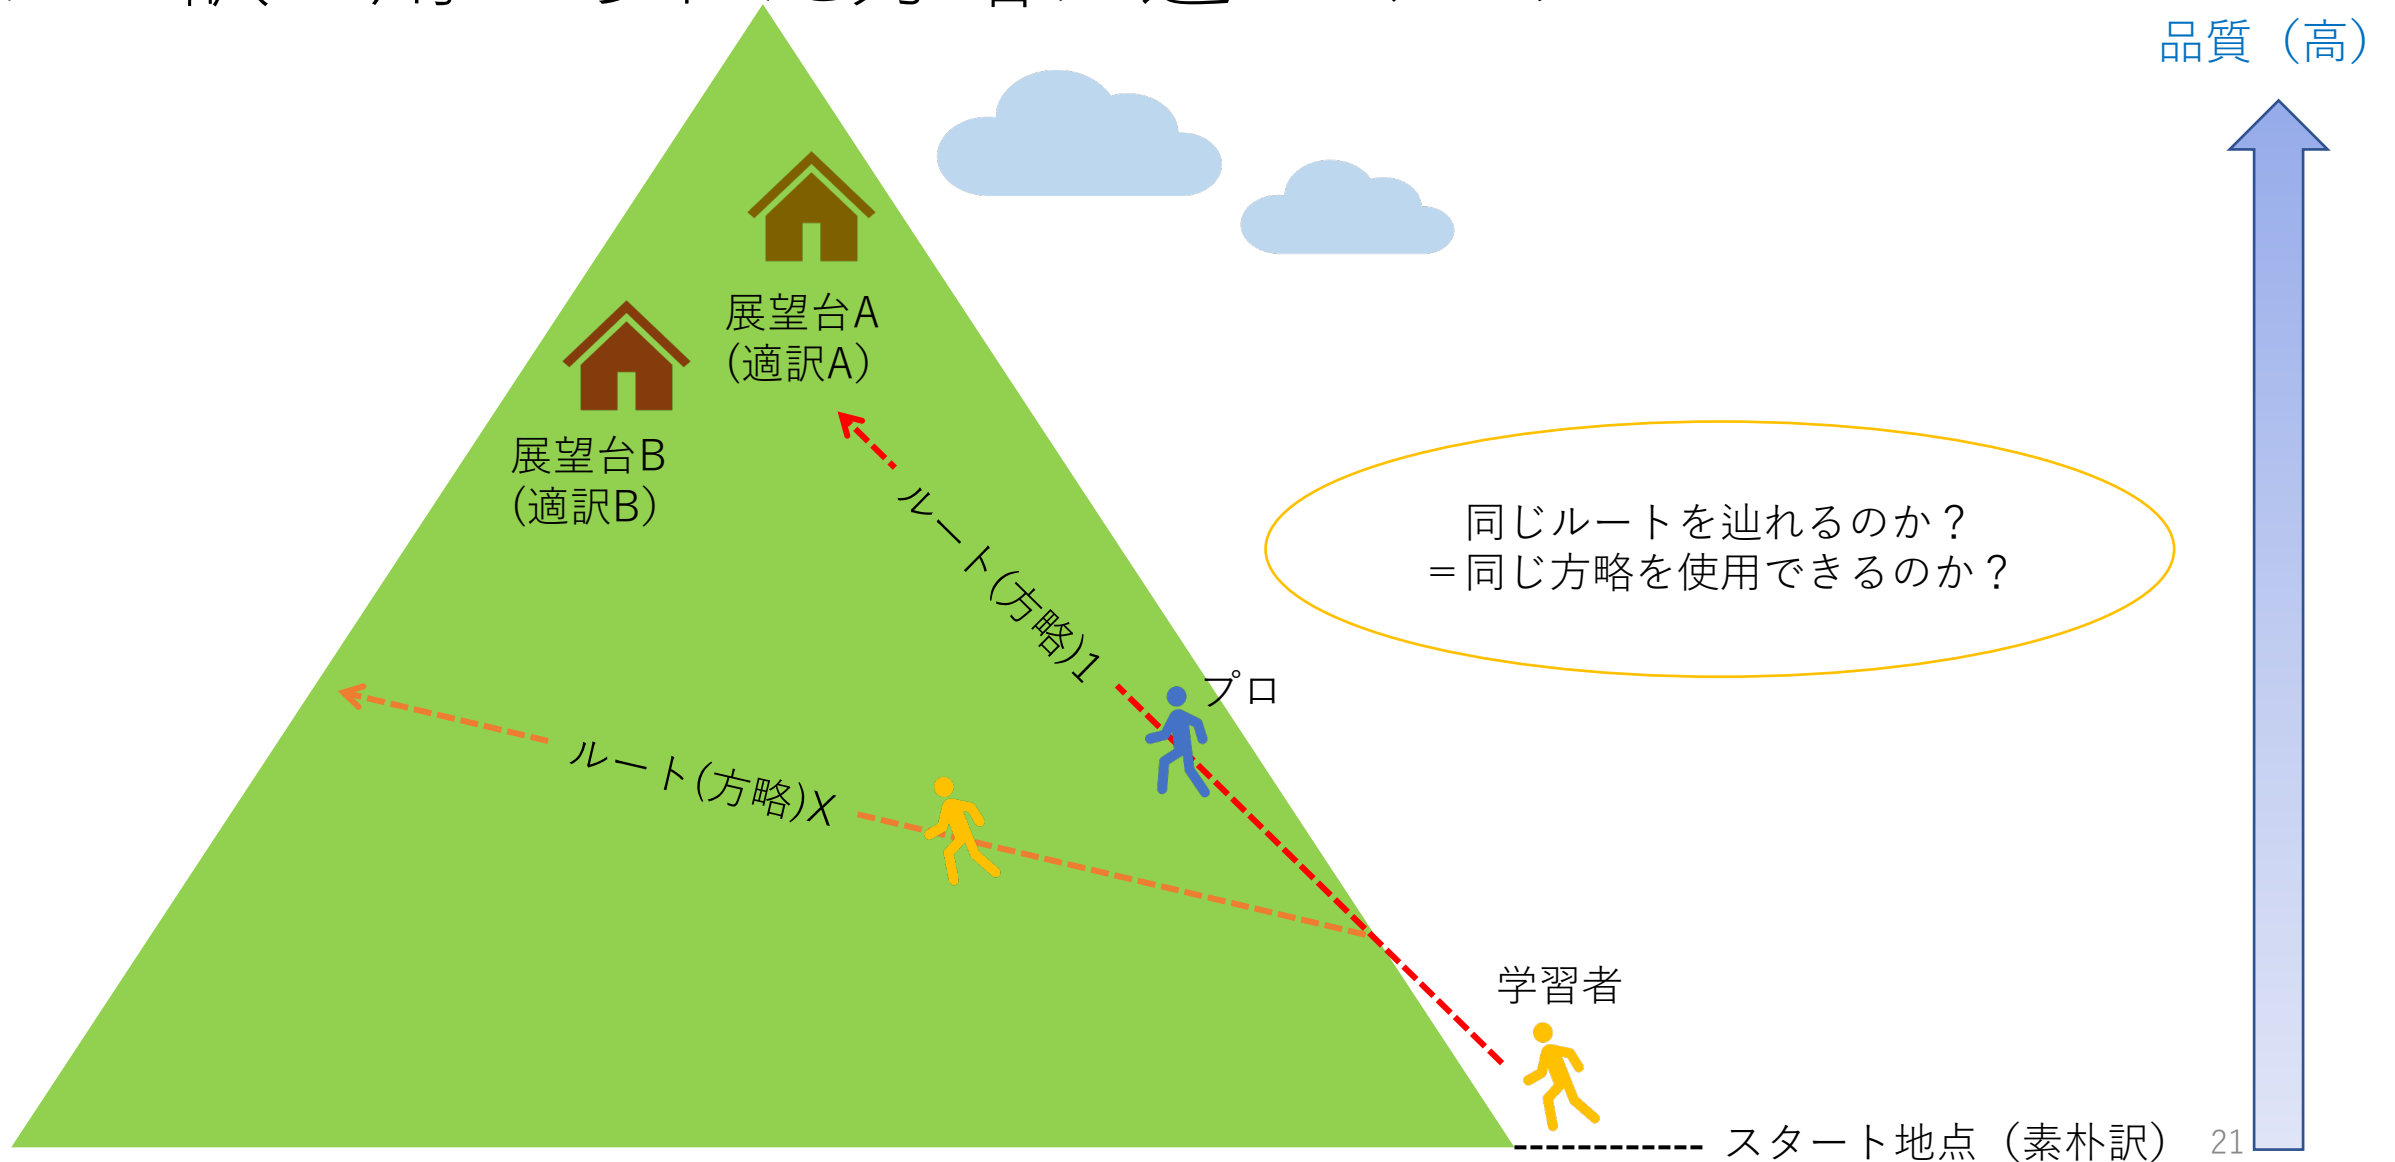 品質（高）
展望台A
(適訳A）
展望台B
(適訳B）
ルート(方略)1
同じルートを辿れるのか？
＝同じ方略を使用できるのか？
プロ
ルート(方略)X
学習者
スタート地点（素朴訳）
21